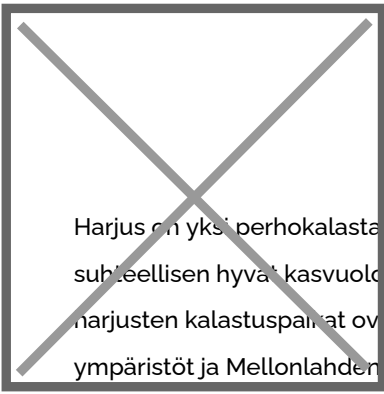 Harjus on yksi perhokalasta
suhteellisen hyvät kasvuolo
harjusten kalastuspaikat ov
ympäristöt ja Mellonlahden